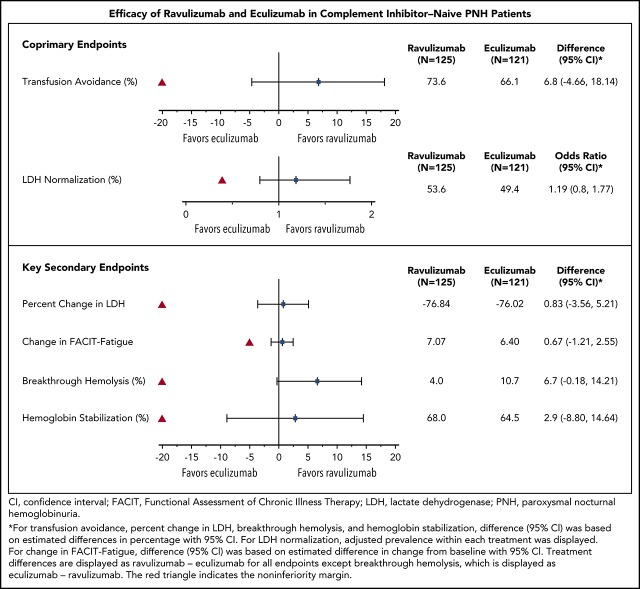 Efficacy of Ravulizumab and Eculizumab in Complement Inhibitor–Naive PNH Patients
Coprimary Endpoints
Ravulizumab (N=125) Eculizumab (N=121) Difference (95% CI)*
Transfusion Avoidance (%) 73.6 66.1 6.8 (-4.66, 18.14)
-20 -15 -10 -5 0 5 10 15 20
Favors eculizumab Favors ravulizumab
Ravulizumab (N=125) Eculizumab (N=121) Odds Ratio (95% CI)*
LDH Normalization (%) 53.6 49.4 1.19 (0.8, 1.77)
0 1 2
Favors eculizumab Favors ravulizumab
Key Secondary Endpoints
Ravulizumab (N=125) Eculizumab (N=121) Difference (95% CI)*
Percent Change in LDH -76.84 -76.02 0.83 (-3.56, 5.21)
Change in FACIT-Fatigue 7.07 6.40 0.67 (-1.21, 2.55)
Breakthrough Hemolysis (%) 4.0 10.7 6.7 (-0.18, 14.21)
Hemoglobin Stabilization (%) 68.0 64.5 2.9 (-8.80, 14.64)
-20 -15 -10 -5 0 5 10 15 20
Favors eculizumab Favors ravulizumab
CI, confidence interval; FACIT, Functional Assessment of Chronic Illness Therapy; LDH, lactate dehydrogenase; PNH, paroxysmal nocturnal
hemoglobinuria.
*For transfusion avoidance, percent change in LDH, breakthrough hemolysis, and hemoglobin stabilization, difference (95% CI) was based
on estimated differences in percentage with 95% CI. For LDH normalization, adjusted prevalence within each treatment was displayed.
For change in FACIT-Fatigue, difference (95% CI) was based on estimated difference in change from baseline with 95% CI. Treatment
differences are displayed as ravulizumab – eculizumab for all endpoints except breakthrough hemolysis, which is displayed as
eculizumab – ravulizumab. The red triangle indicates the noninferiority margin.